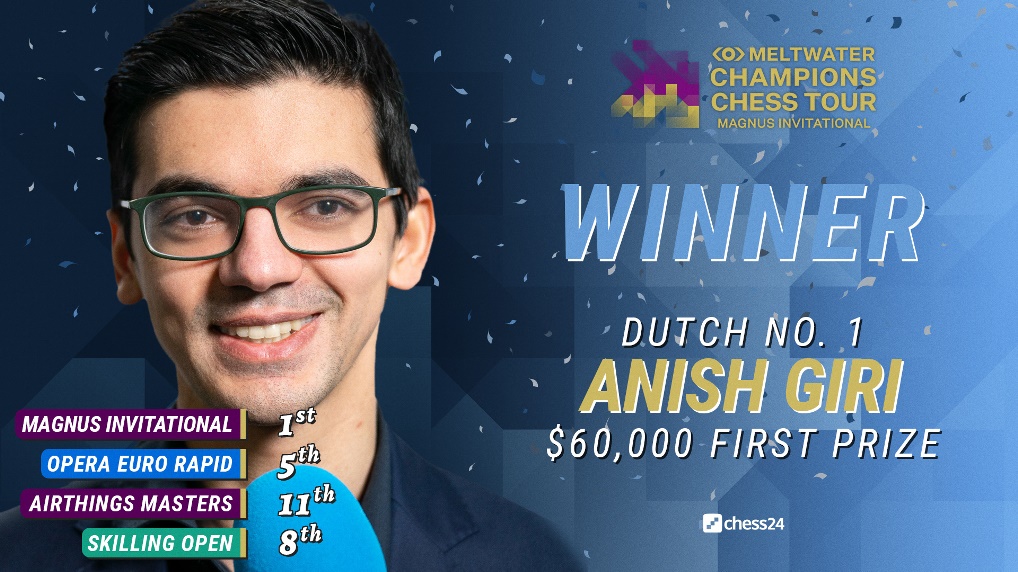 MELTWATER
CHAMPIONS
CHESS TOUR
MAGNUS INVITATIONAL
WINNER
DUTCH NO. 1
ANISH GIRI
$60,000 FIRST PRIZE
MAGNUS INVITATIONAL 1st
OPERA EURO RAPID 5th
AIRTHINGS MASTERS 11th
SKILLING OPEN 8th
chess24